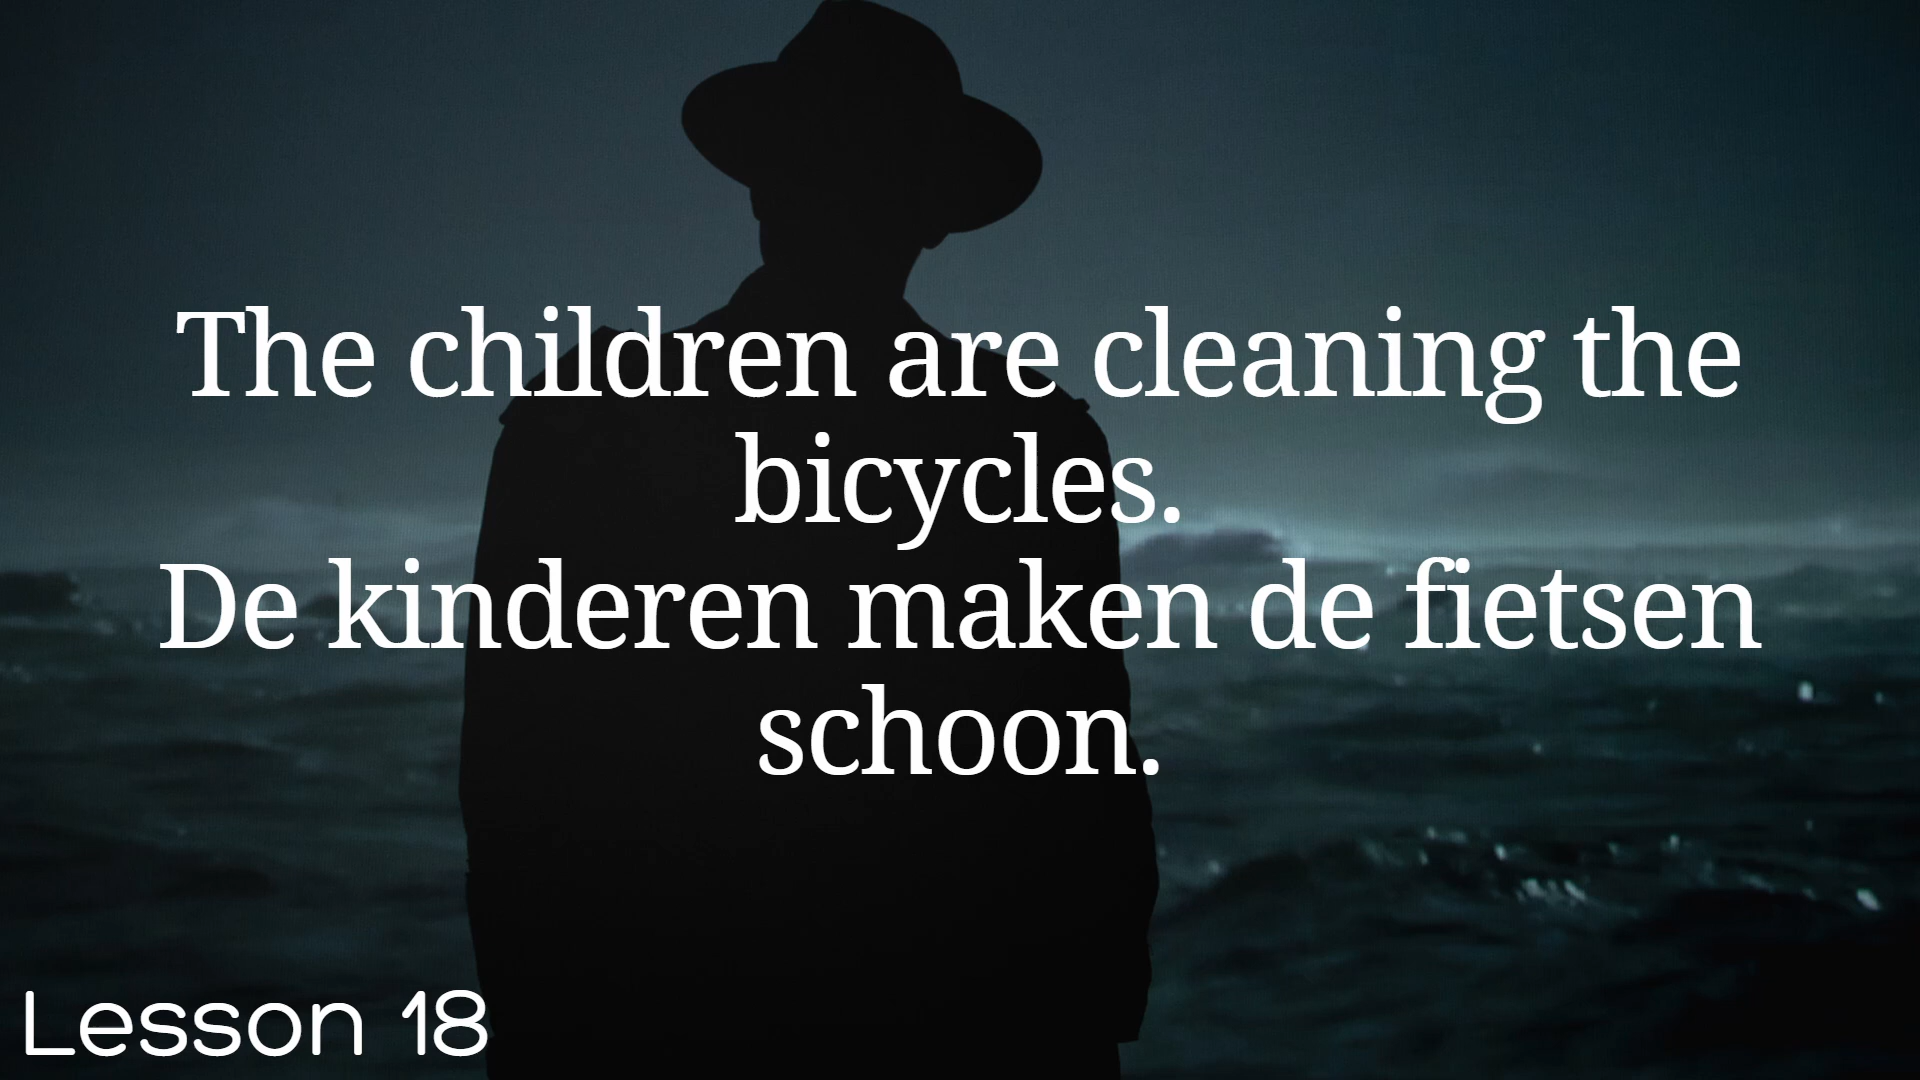 The children are cleaning the
bicycles.
De kinderen maken de fietsen
schoon.
Lesson 18